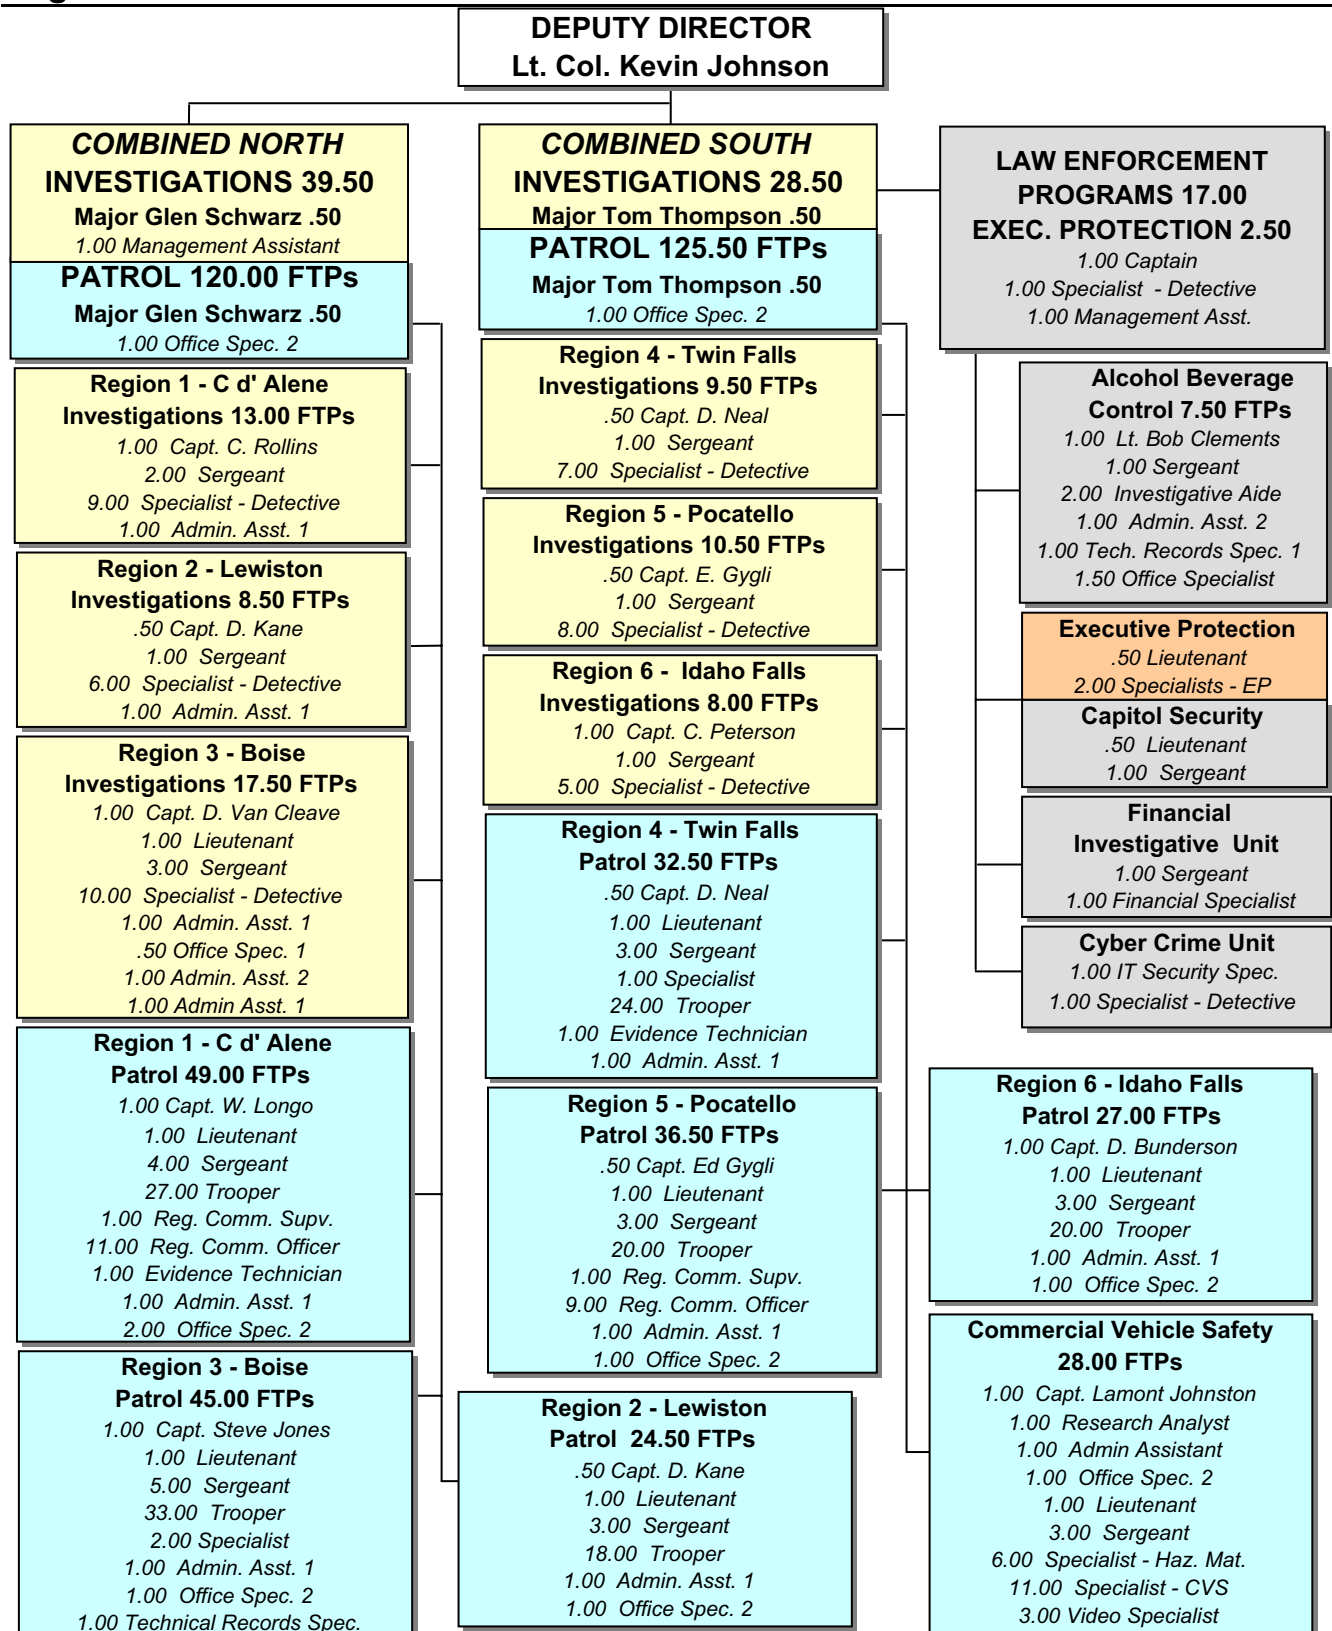 DEPUTY DIRECTOR
Lt. Col. Kevin Johnson
COMBINED NORTH
INVESTIGATIONS 39.50
Major Glen Schwarz .50
1.00 Management Assistant
PATROL 120.00 FTPs
Major Glen Schwarz .50
1.00 Office Spec. 2
Region 1 - C d' Alene
Investigations 13.00 FTPs
1.00 Capt. C. Rollins
2.00 Sergeant
9.00 Specialist - Detective
1.00 Admin. Asst. 1
Region 2 - Lewiston
Investigations 8.50 FTPs
.50 Capt. D. Kane
1.00 Sergeant
6.00 Specialist - Detective
1.00 Admin. Asst. 1
Region 3 - Boise
Investigations 17.50 FTPs
1.00 Capt. D. Van Cleave
1.00 Lieutenant
3.00 Sergeant
10.00 Specialist - Detective
1.00 Admin. Asst. 1
.50 Office Spec. 1
1.00 Admin. Asst. 2
1.00 Admin Asst. 1
Region 1 - C d' Alene
Patrol 49.00 FTPs
1.00 Capt. W. Longo
1.00 Lieutenant
4.00 Sergeant
27.00 Trooper
1.00 Reg. Comm. Supv.
11.00 Reg. Comm. Officer
1.00 Evidence Technician
1.00 Admin. Asst. 1
2.00 Office Spec. 2
Region 3 - Boise
Patrol 45.00 FTPs
1.00 Capt. Steve Jones
1.00 Lieutenant
5.00 Sergeant
33.00 Trooper
2.00 Specialist
1.00 Admin. Asst. 1
1.00 Office Spec. 2
1.00 Technical Records Spec.
COMBINED SOUTH
INVESTIGATIONS 28.50
Major Tom Thompson .50
PATROL 125.50 FTPs
Major Tom Thompson .50
1.00 Office Spec. 2
Region 4 - Twin Falls
Investigations 9.50 FTPs
.50 Capt. D. Neal
1.00 Sergeant
7.00 Specialist - Detective
Region 5 - Pocatello
Investigations 10.50 FTPs
.50 Capt. E. Gygli
1.00 Sergeant
8.00 Specialist - Detective
Region 6 - Idaho Falls
Investigations 8.00 FTPs
1.00 Capt. C. Peterson
1.00 Sergeant
5.00 Specialist - Detective
Region 4 - Twin Falls
Patrol 32.50 FTPs
.50 Capt. D. Neal
1.00 Lieutenant
3.00 Sergeant
1.00 Specialist
24.00 Trooper
1.00 Evidence Technician
1.00 Admin. Asst. 1
Region 5 - Pocatello
Patrol 36.50 FTPs
.50 Capt. Ed Gygli
1.00 Lieutenant
3.00 Sergeant
20.00 Trooper
1.00 Reg. Comm. Supv.
9.00 Reg. Comm. Officer
1.00 Admin. Asst. 1
1.00 Office Spec. 2
Region 2 - Lewiston
Patrol 24.50 FTPs
.50 Capt. D. Kane
1.00 Lieutenant
3.00 Sergeant
18.00 Trooper
1.00 Admin. Asst. 1
1.00 Office Spec. 2
LAW ENFORCEMENT
PROGRAMS 17.00
EXEC. PROTECTION 2.50
1.00 Captain
1.00 Specialist - Detective
1.00 Management Asst.
Alcohol Beverage
Control 7.50 FTPs
1.00 Lt. Bob Clements
1.00 Sergeant
2.00 Investigative Aide
1.00 Admin. Asst. 2
1.00 Tech. Records Spec. 1
1.50 Office Specialist
Executive Protection
.50 Lieutenant
2.00 Specialists - EP
Capitol Security
.50 Lieutenant
1.00 Sergeant
Financial
Investigative Unit
1.00 Sergeant
1.00 Financial Specialist
Cyber Crime Unit
1.00 IT Security Spec.
1.00 Specialist - Detective
Region 6 - Idaho Falls
Patrol 27.00 FTPs
1.00 Capt. D. Bunderson
1.00 Lieutenant
3.00 Sergeant
20.00 Trooper
1.00 Admin. Asst. 1
1.00 Office Spec. 2
Commercial Vehicle Safety
28.00 FTPs
1.00 Capt. Lamont Johnston
1.00 Research Analyst
1.00 Admin Assistant
1.00 Office Spec. 2
1.00 Lieutenant
3.00 Sergeant
6.00 Specialist - Haz. Mat.
11.00 Specialist - CVS
3.00 Video Specialist